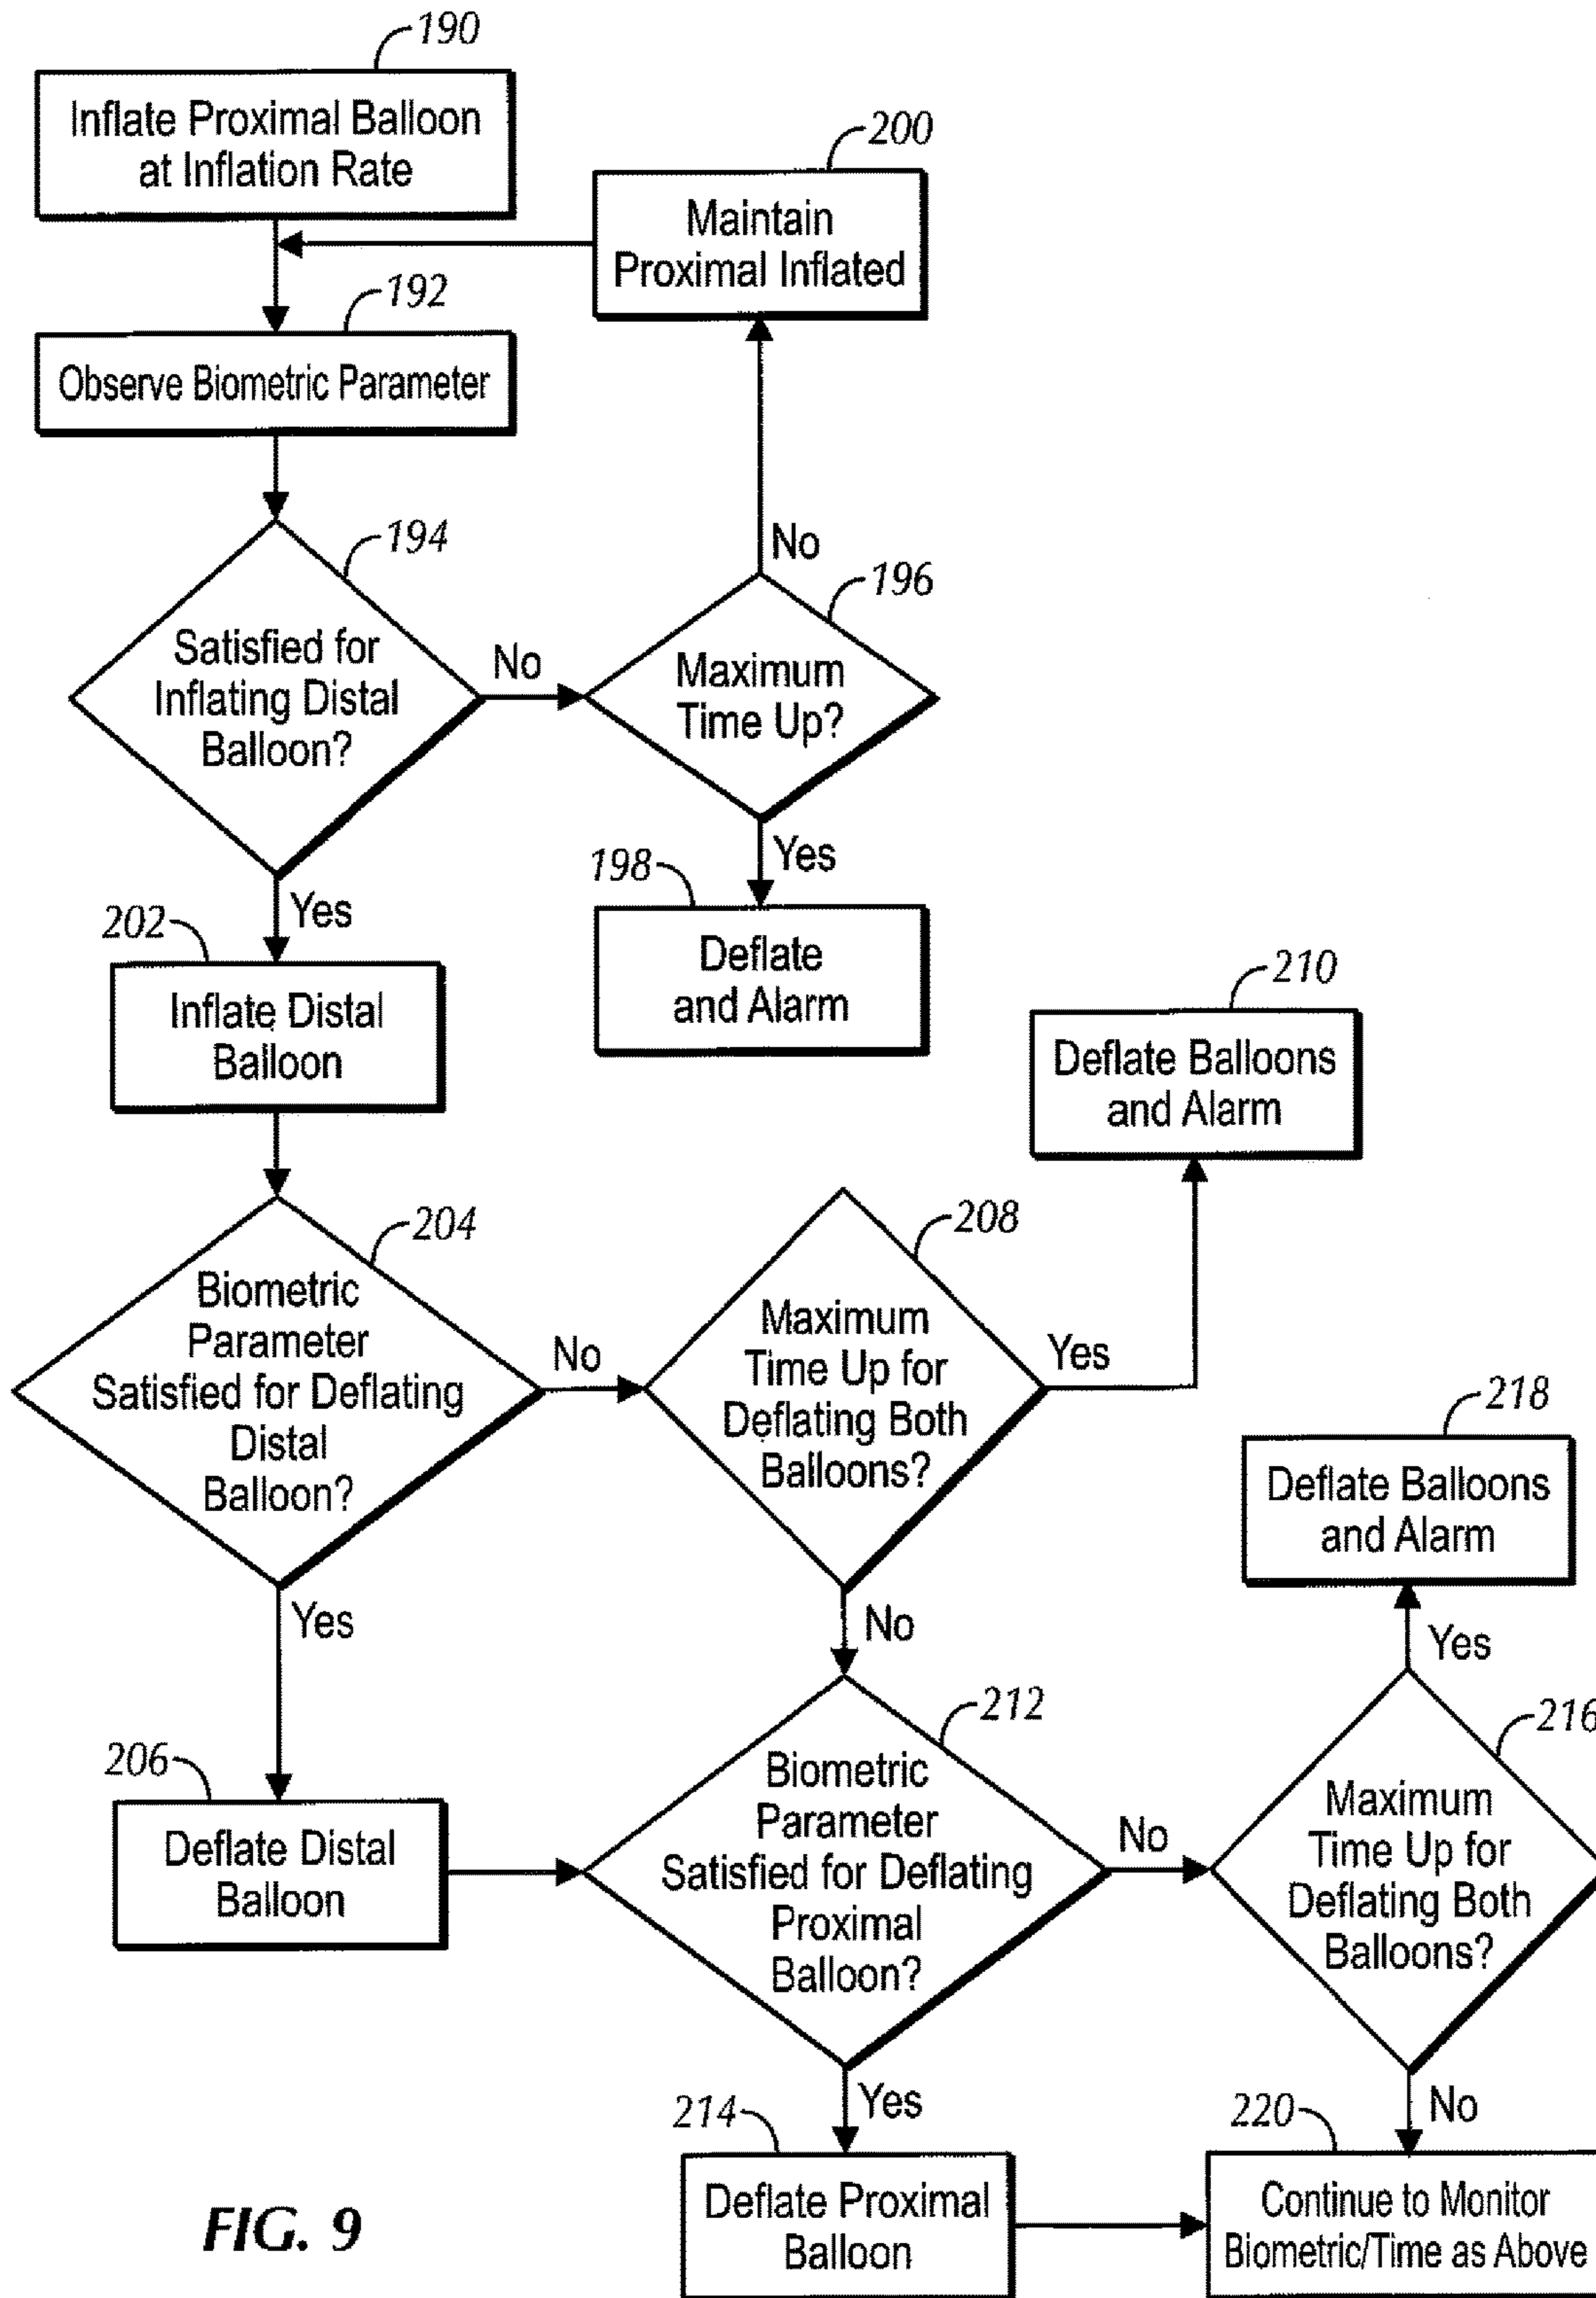 190
Inflate Proximal Balloon
at Inflation Rate
200
Maintain
Proximal Inflated
192
Observe Biometric Parameter
194
Satisfied for
Inflating Distal
Balloon?
No
No
196
Maximum
Time Up?
Yes
Yes
198
Deflate
and Alarm
202
Inflate Distal
Balloon
210
Deflate Balloons
and Alarm
204
Biometric
Parameter
Satisfied for Deflating
Distal
Balloon?
No
208
Maximum
Time Up for
Deflating Both
Balloons?
Yes
218
Deflate Balloons
and Alarm
Yes
No
Yes
206
Deflate Distal
Balloon
212
Biometric
Parameter
Satisfied for Deflating
Proximal
Balloon?
No
216
Maximum
Time Up for
Deflating Both
Balloons?
Yes
No
214
Deflate Proximal
Balloon
220
Continue to Monitor
Biometric/Time as Above
FIG. 9